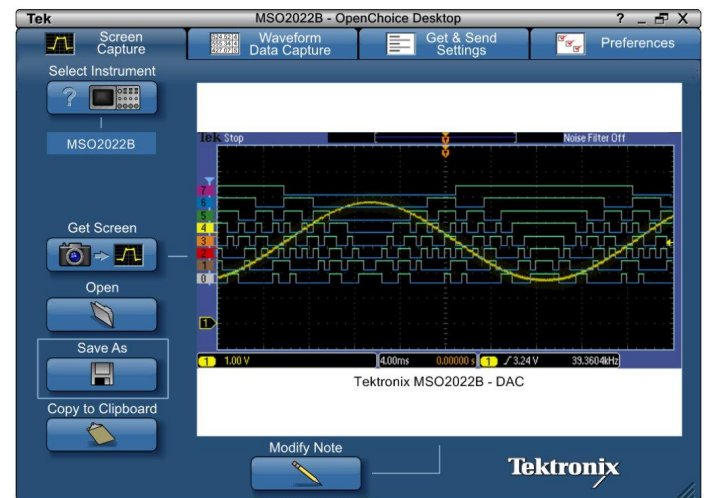 Tek
MSO2022B - OpenChoice Desktop
? _ X
Screen
Capture
Waveform
Data Capture
Get & Send
Settings
Preferences
Select Instrument
?
MSO2022B
Get Screen
Open
Save As
Copy to Clipboard
Tek Stop
Noise Filter Off
7
6
5
4
3
2
1
0
1
1 1.00 V
4.00ms 0.00000 s
1 3.24 V 39.3604kHz
Tektronix MSO2022B - DAC
Modify Note
Tektronix